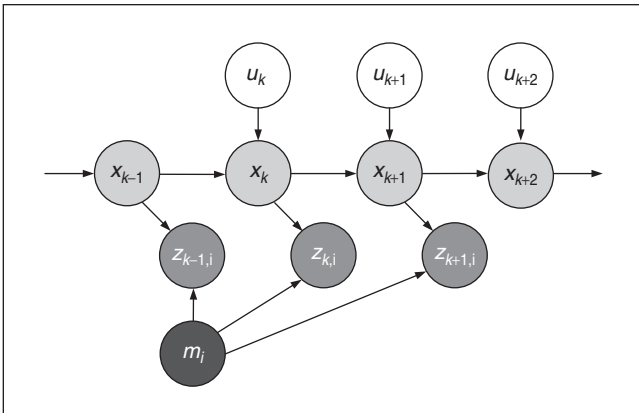 u_k u_{k+1} u_{k+2}
x_{k−1} x_k x_{k+1} x_{k+2}
z_{k−1,i} z_{k,i} z_{k+1,i}
m_i